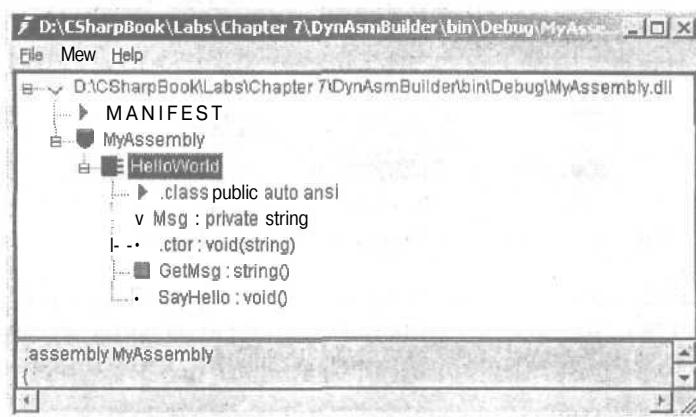 D:\CSharpBook\Labs\Chapter 7\DynAsmBuilder\bin\Debug\MyAsse...
File Mew Help
D:\CSharpBook\Labs\Chapter 7\DynAsmBuilder\bin\Debug\MyAssembly.dll
MANIFEST
MyAssembly
HelloWorld
.class public auto ansi
v Msg : private string
.ctor : void(string)
GetMsg : string()
SayHello : void()
.assembly MyAssembly
{